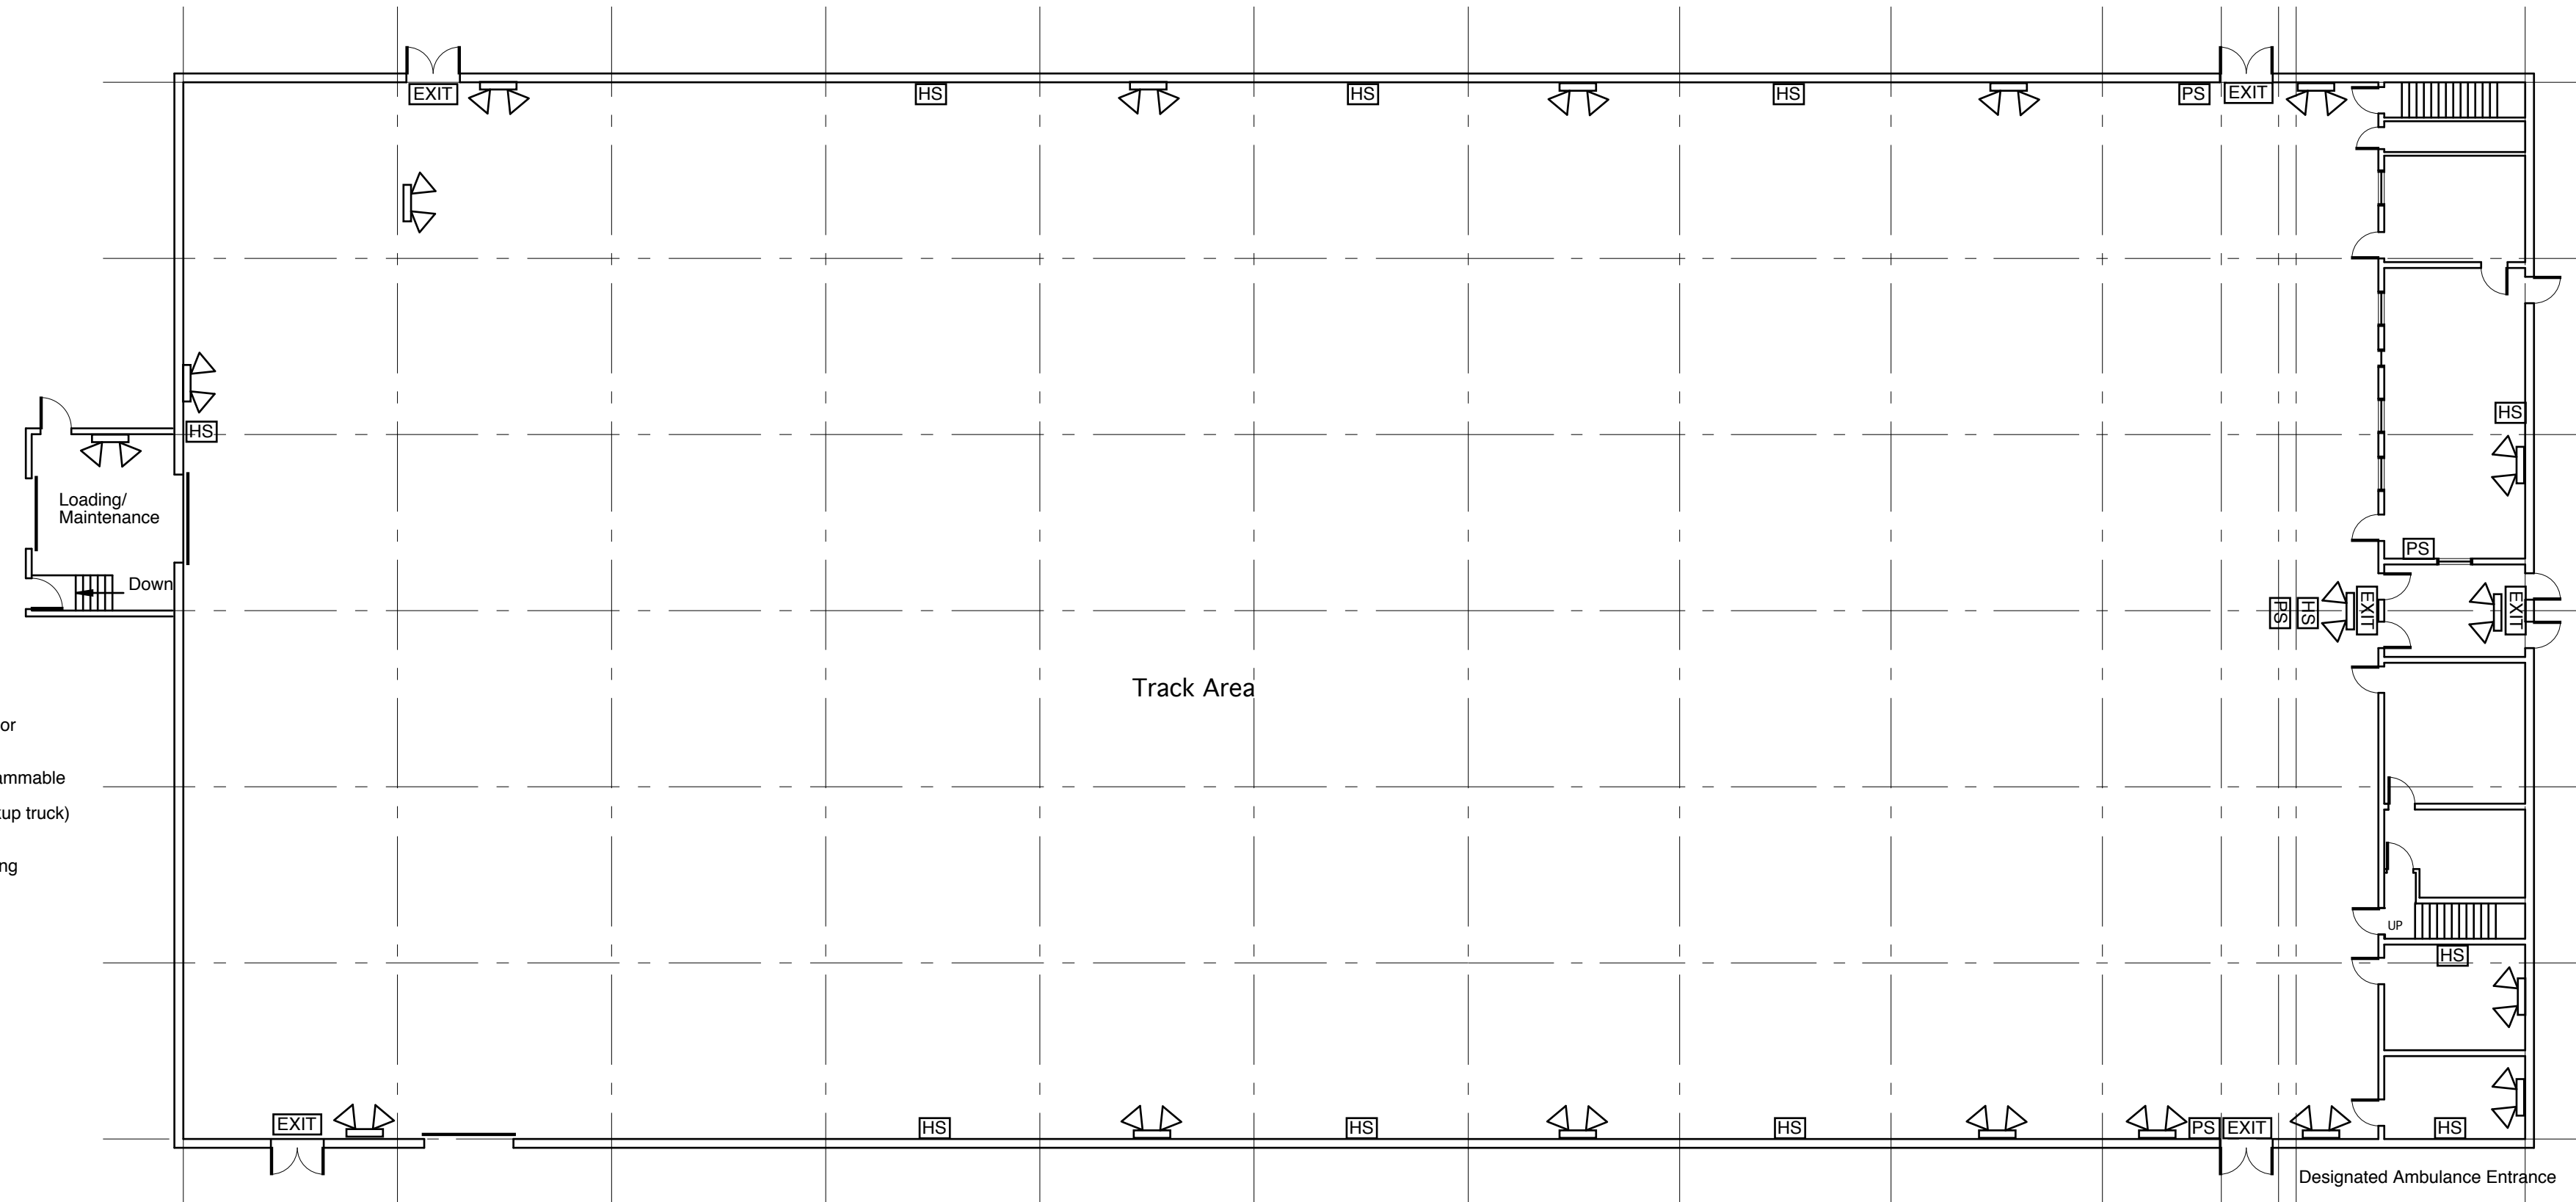 EXIT
HS
HS
HS
PS
EXIT
HS
HS
Loading/
Maintenance
PS
Down
PS
HS
EXIT
EXIT
Track Area
or
ammable
kup truck)
ng
UP
HS
EXIT
HS
HS
HS
PS
EXIT
HS
Designated Ambulance Entrance